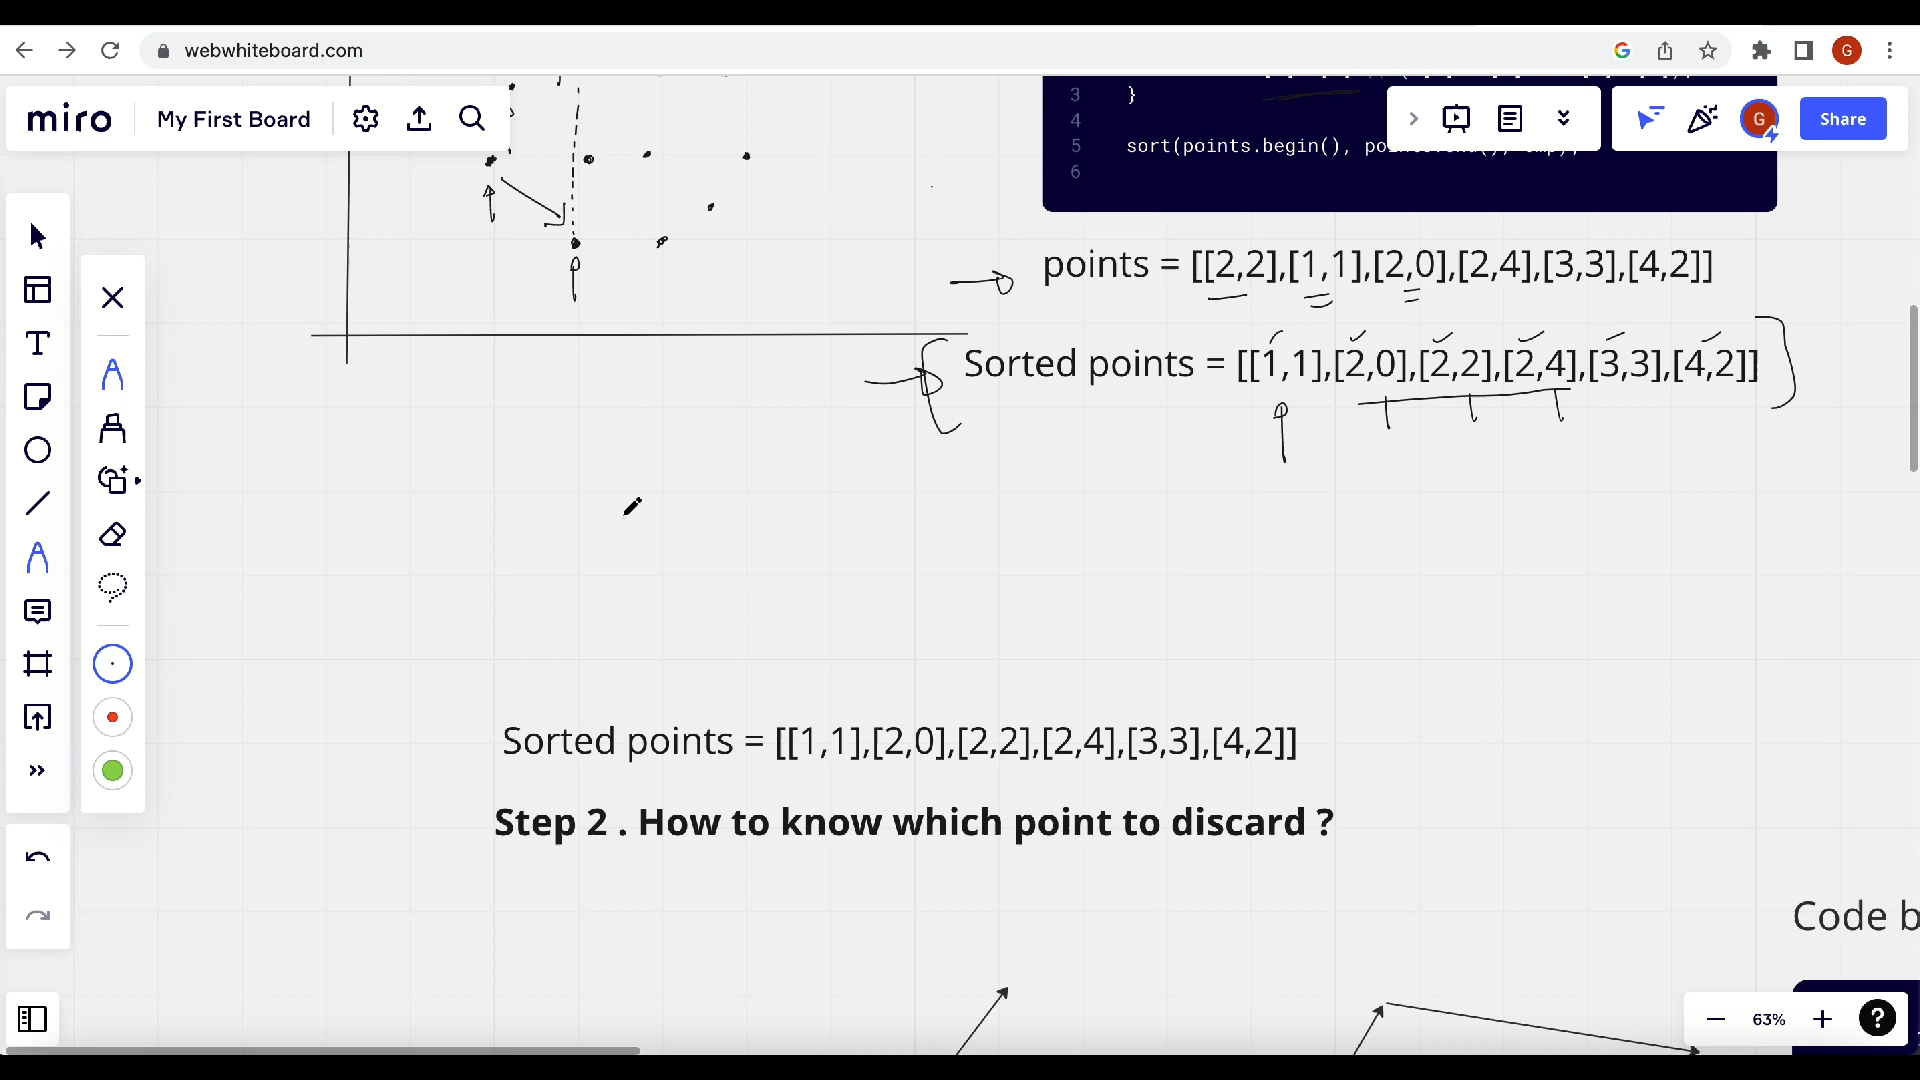 webwhiteboard.com
G
miro
My First Board
G
Share
3 }
4
5 sort(points.begin(),
6
points = [[2,2],[1,1],[2,0],[2,4],[3,3],[4,2]]
Sorted points = [[1,1],[2,0],[2,2],[2,4],[3,3],[4,2]]
Sorted points = [[1,1],[2,0],[2,2],[2,4],[3,3],[4,2]]
Step 2 . How to know which point to discard ?
Code b
63%
?